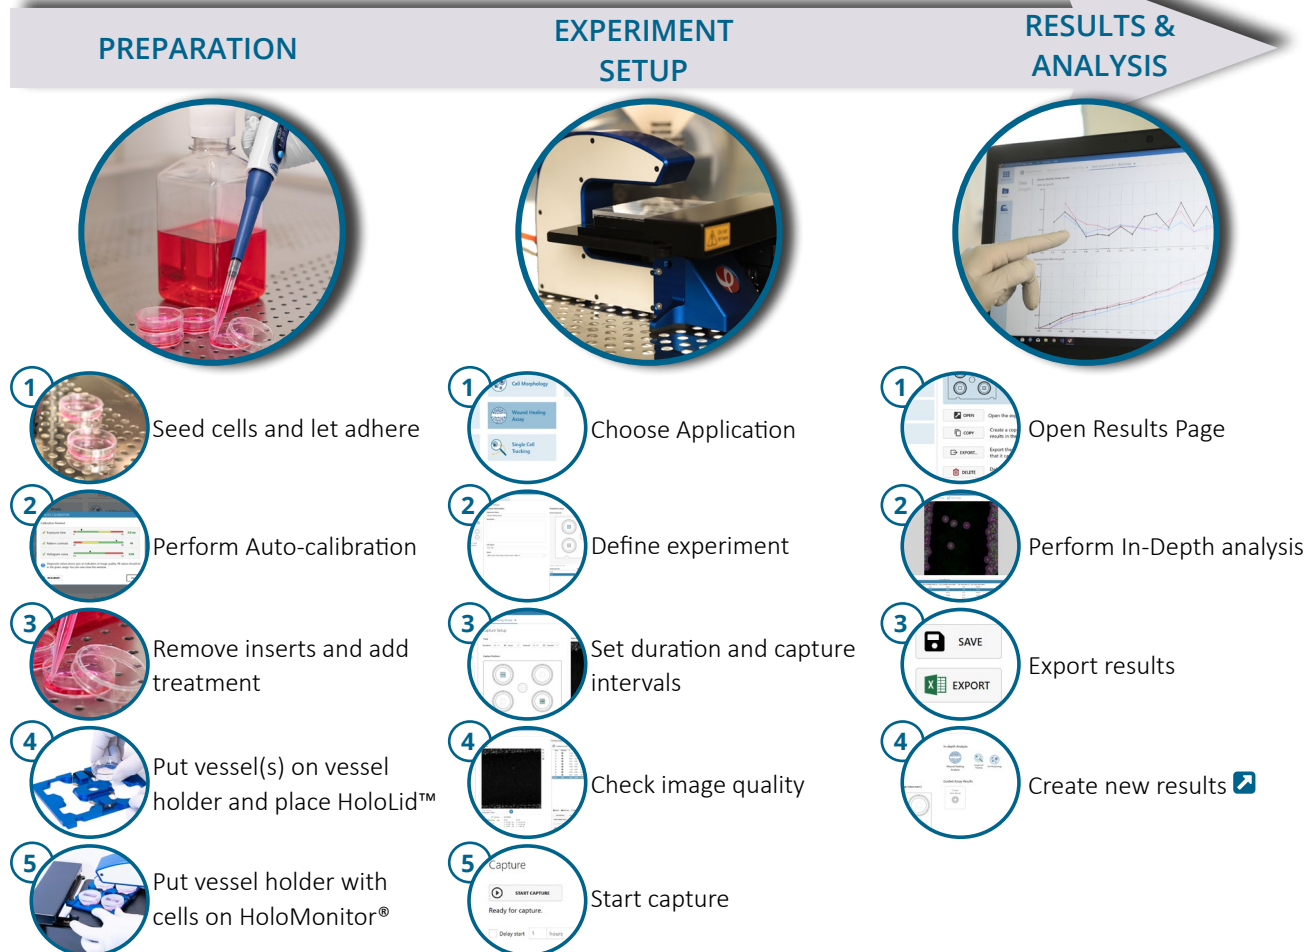 PREPARATION
EXPERIMENT
SETUP
RESULTS &
ANALYSIS
1
Seed cells and let adhere
2
Perform Auto-calibration
3
Remove inserts and add
treatment
4
Put vessel(s) on vessel
holder and place HoloLid™
5
Put vessel holder with
cells on HoloMonitor®
1
Cell Morphology
Wound Healing
Assay
Single Cell
Tracking
Choose Application
2
Define experiment
3
Set duration and capture
intervals
4
Check image quality
5
Capture
START CAPTURE
Ready for capture.
Delay start 1 hours
Start capture
1
OPEN
COPY
EXPORT...
DELETE
Open Results Page
2
Perform In-Depth analysis
3
SAVE
EXPORT
Export results
4
Create new results